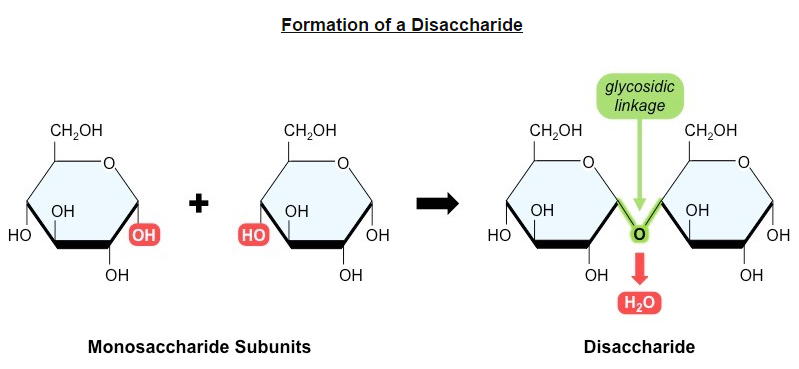 Formation of a Disaccharide
glycosidic
linkage
CH₂OH
CH₂OH
CH₂OH
CH₂OH
O
O
O
O
OH
OH
OH
OH
HO
OH
HO
OH
HO
O
OH
OH
OH
OH
OH
H₂O
Monosaccharide Subunits
Disaccharide